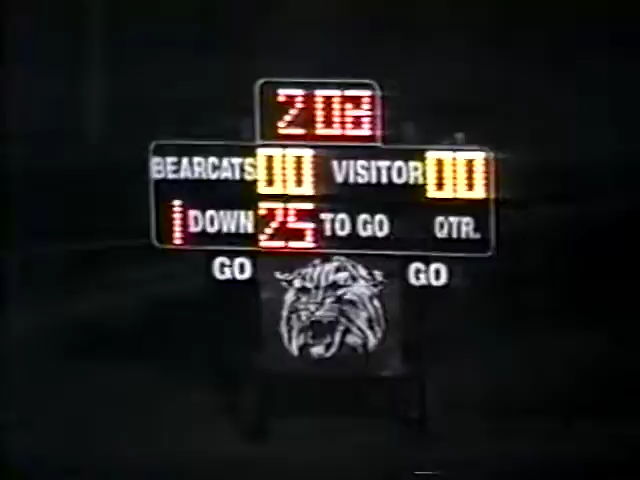 2 08
BEARCATS 00 VISITOR 00
1 DOWN 25 TO GO QTR.
GO GO